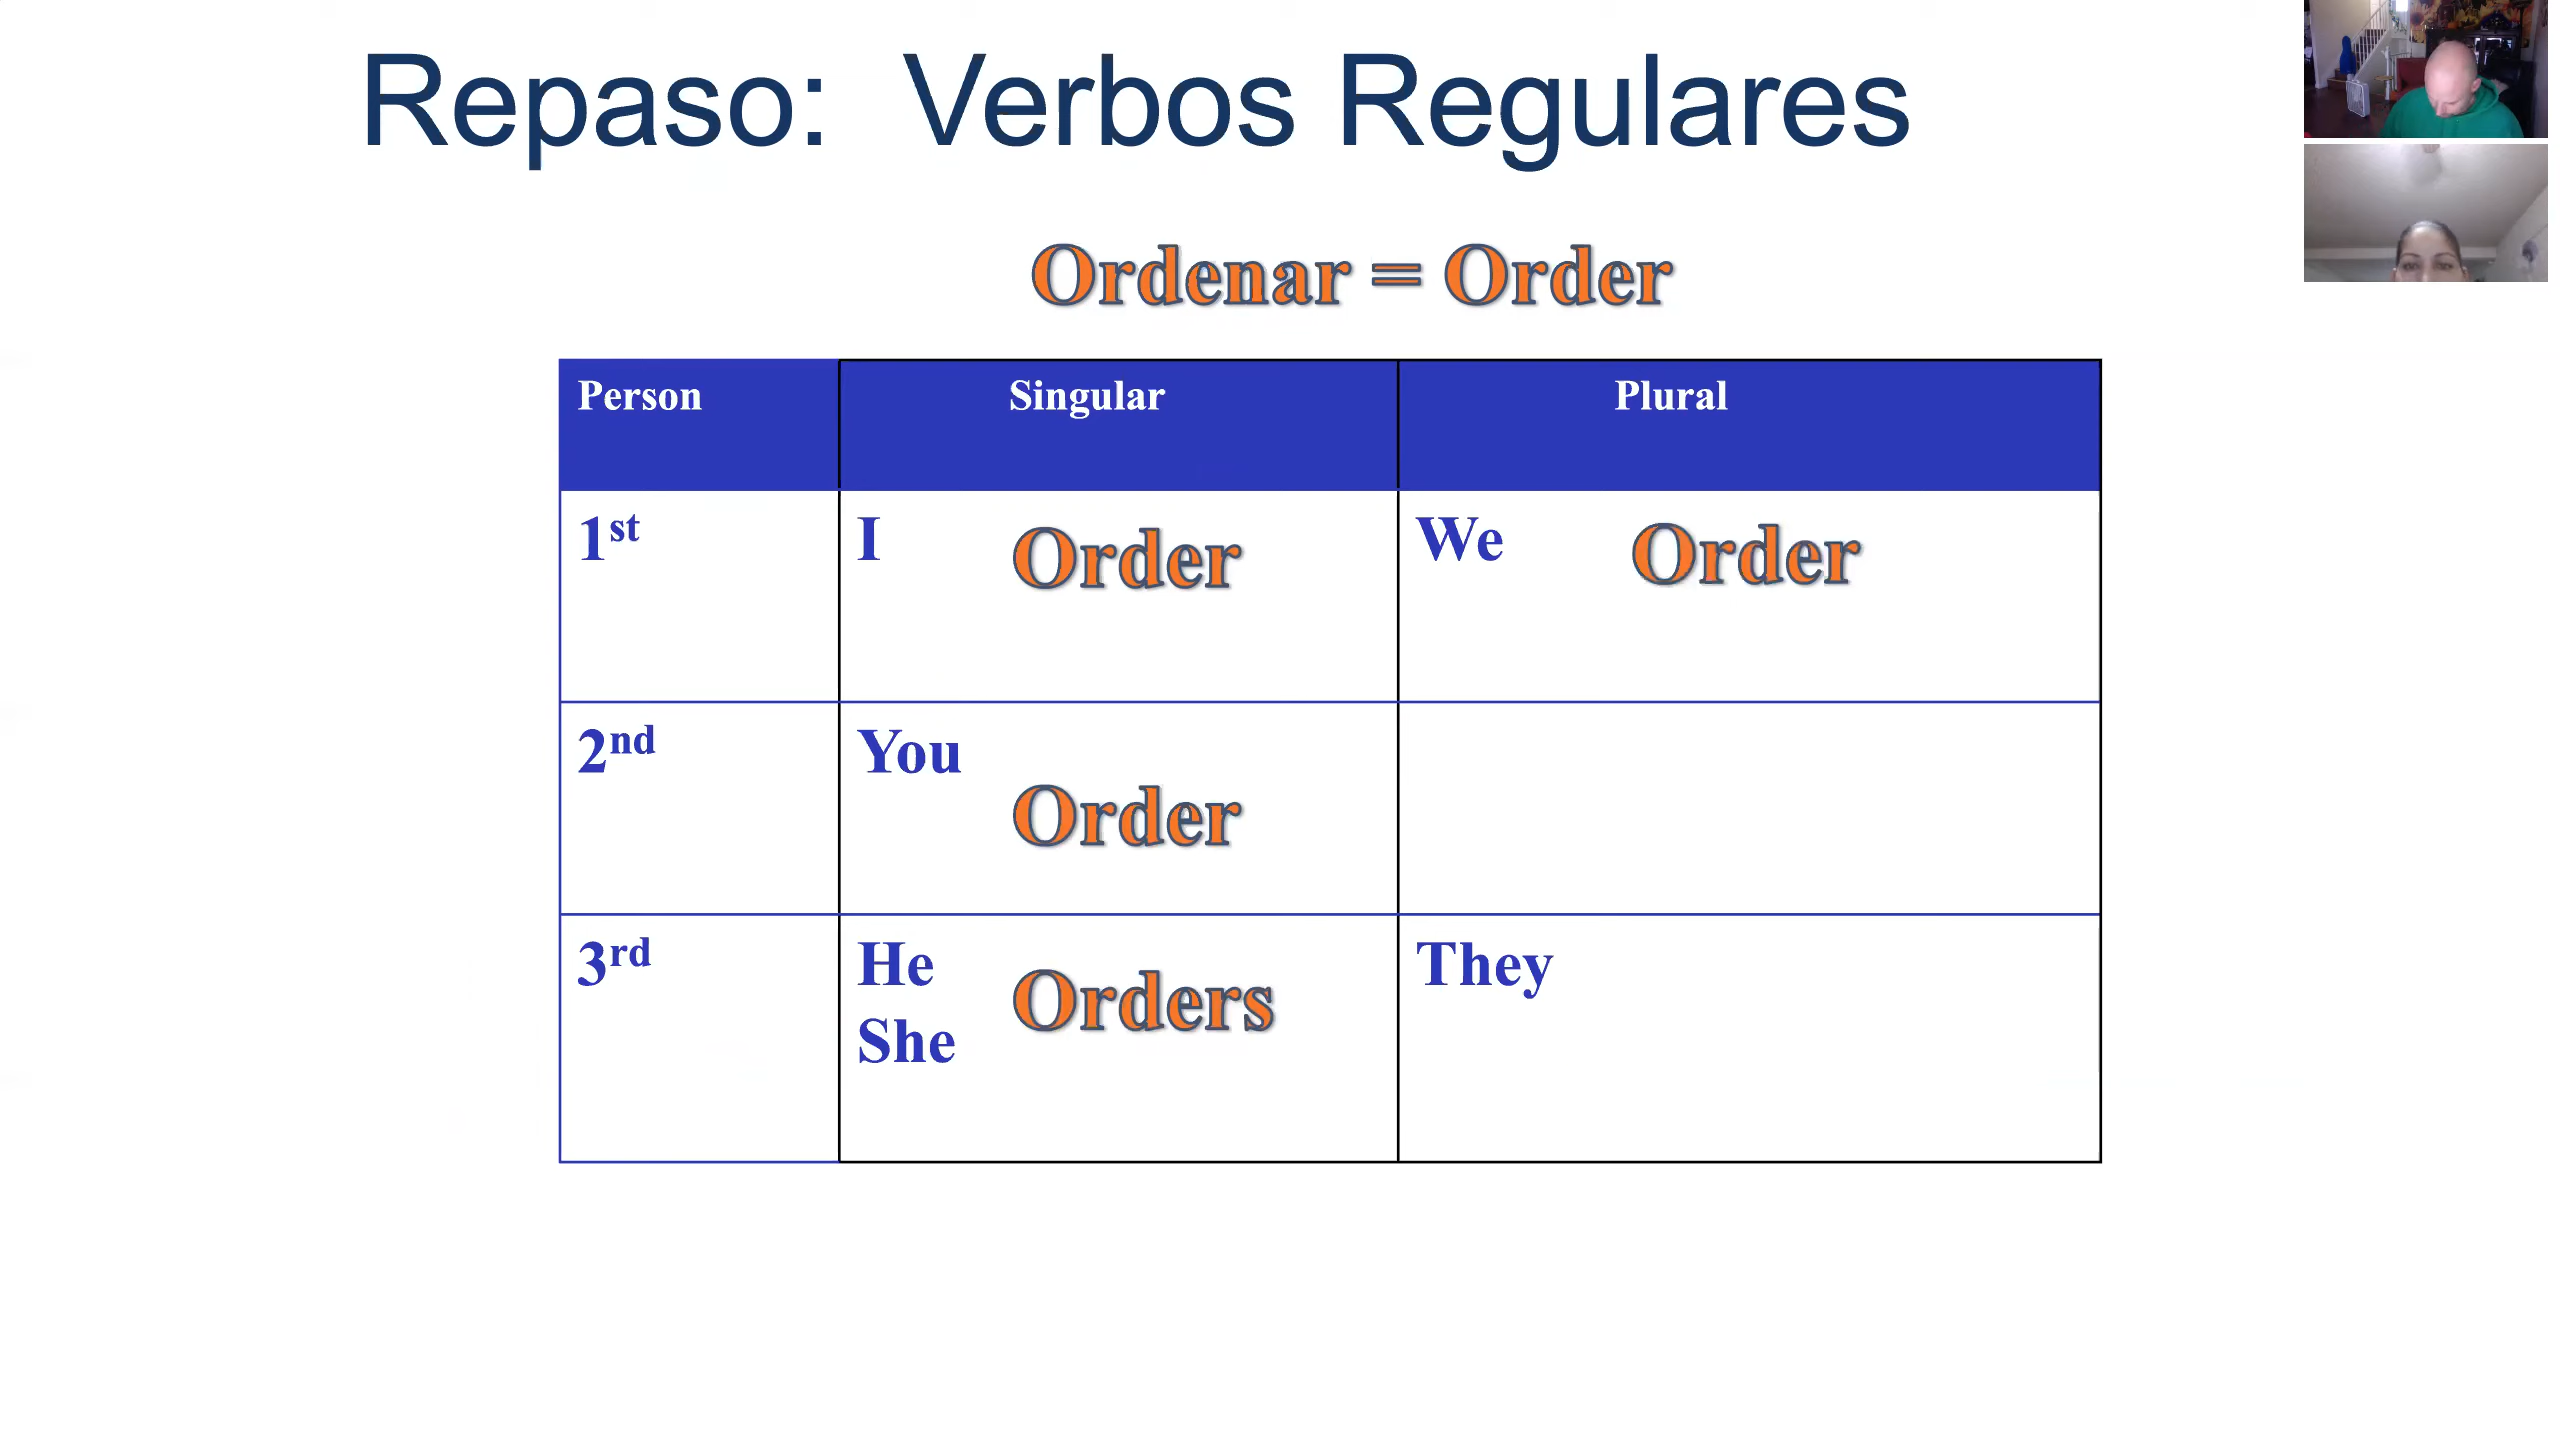 Repaso: Verbos Regulares
Ordenar = Order
Person Singular Plural
1st I Order We Order
2nd You Order
3rd He Orders They
She